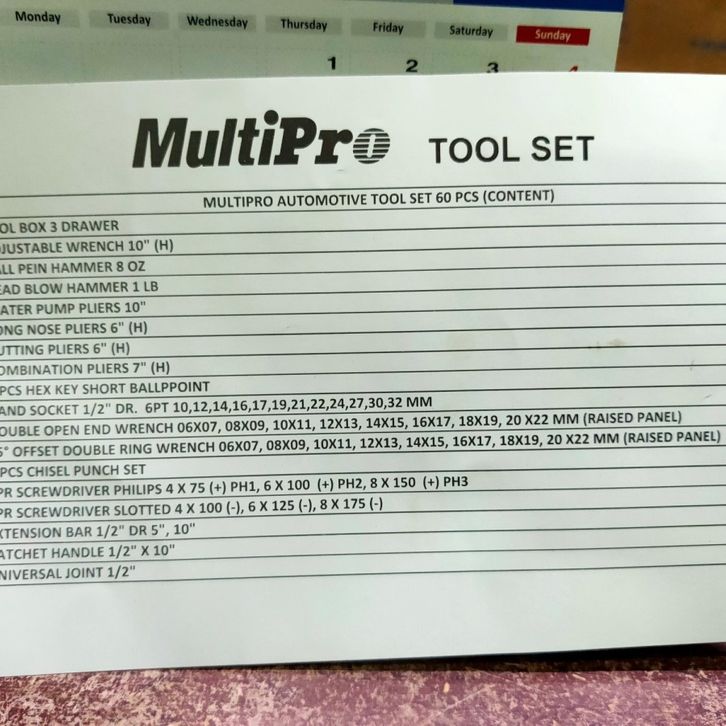 Monday Tuesday Wednesday Thursday Friday Saturday Sunday
1 2 3 4
MultiPro TOOL SET
MULTIPRO AUTOMOTIVE TOOL SET 60 PCS (CONTENT)
OL BOX 3 DRAWER
JUSTABLE WRENCH 10" (H)
LL PEIN HAMMER 8 OZ
EAD BLOW HAMMER 1 LB
ATER PUMP PLIERS 10"
ONG NOSE PLIERS 6" (H)
UTTING PLIERS 6" (H)
OMBINATION PLIERS 7" (H)
PCS HEX KEY SHORT BALLPPOINT
AND SOCKET 1/2" DR. 6PT 10,12,14,16,17,19,21,22,24,27,30,32 MM
OUBLE OPEN END WRENCH 06X07, 08X09, 10X11, 12X13, 14X15, 16X17, 18X19, 20 X22 MM (RAISED PANEL)
5° OFFSET DOUBLE RING WRENCH 06X07, 08X09, 10X11, 12X13, 14X15, 16X17, 18X19, 20 X22 MM (RAISED PANEL)
PCS CHISEL PUNCH SET
PR SCREWDRIVER PHILIPS 4 X 75 (+) PH1, 6 X 100 (+) PH2, 8 X 150 (+) PH3
PR SCREWDRIVER SLOTTED 4 X 100 (-), 6 X 125 (-), 8 X 175 (-)
XTENSION BAR 1/2" DR 5", 10"
ATCHET HANDLE 1/2" X 10"
NIVERSAL JOINT 1/2"